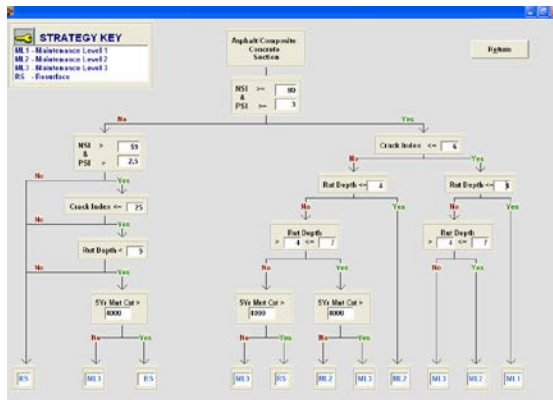 STRATEGY KEY
ML1 - Maintenance Level 1
ML2 - Maintenance Level 2
ML3 - Maintenance Level 3
RS - Resurface
Asphalt/Composite
Concrete
Section
Return
NSI >= 80
&
PSI >= 3
No Yes
NSI > 59
&
PSI > 2.5
Crack Index <= 6
No Yes
No Yes
Crack Index <= 25
Rut Depth <= 4
Rut Depth <=
No Yes
No Yes
No Yes
Rut Depth < 9
Rut Depth
> 4 <= 7
Rut Depth
> 4 <= 7
No Yes
No Yes
No Yes
5Yr Mnt Cst >
4000
5Yr Mnt Cst >
4000
5Yr Mnt Cst >
4000
No Yes
No Yes
No Yes
RS ML3 RS ML3 RS ML2 ML3 ML2 ML3 ML2 ML1